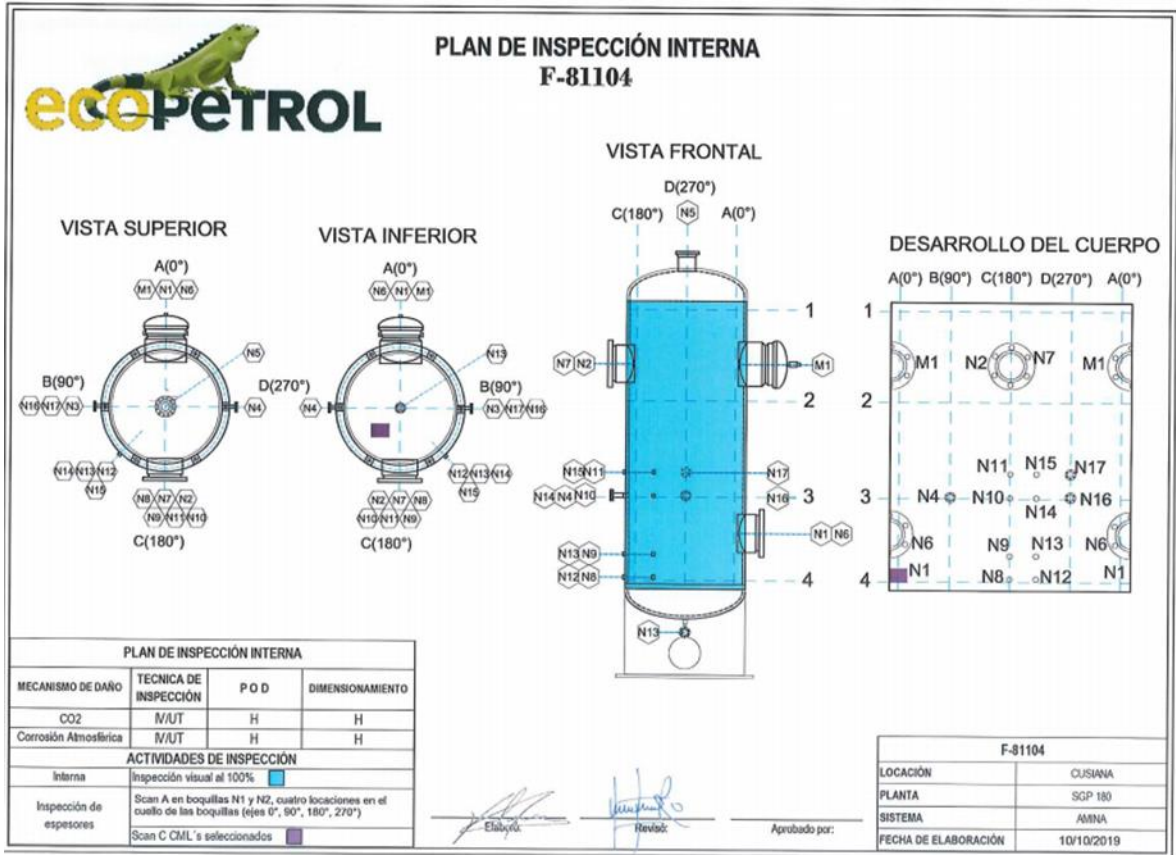 ecoPETROL
PLAN DE INSPECCIÓN INTERNA
F-81104
VISTA SUPERIOR
A(0°)
M1 N1 N6
N5
B(90°)
D(270°)
N16 N17 N3
N4
N14 N13 N12
N15
N8 N7 N2
N9 N11 N10
C(180°)
VISTA INFERIOR
A(0°)
N6 N1 M1
N13
B(90°)
N4
N3 N17 N16
N12 N13 N14
N15
N2 N7 N8
N10 N11 N9
C(180°)
VISTA FRONTAL
D(270°)
C(180°) N5 A(0°)
1
N7 N2
M1
2
N15 N11
N17
N14 N4 N10
N16 3
N1 N6
N13 N9
N12 N8
4
N13
DESARROLLO DEL CUERPO
A(0°) B(90°) C(180°) D(270°) A(0°)
1
M1 N2 N7 M1
2
N11 N15 N17
3 N4 N10 N16
N14
N6 N6
N9 N13
N1 N1
4 N8 N12
PLAN DE INSPECCIÓN INTERNA
MECANISMO DE DAÑO TECNICA DE INSPECCIÓN P O D DIMENSIONAMIENTO
CO2 IV/UT H H
Corrosión Atmosférica IV/UT H H
ACTIVIDADES DE INSPECCIÓN
Interna Inspección visual al 100%
Inspección de espesores
Scan A en boquillas N1 y N2, cuatro locaciones en el
cuello de las boquillas (ejes 0°, 90°, 180°, 270°)
Scan C CML´s seleccionados
Elaboró:
Revisó:
Aprobado por:
F-81104
LOCACIÓN CUSIANA
PLANTA SGP 180
SISTEMA AMINA
FECHA DE ELABORACIÓN 10/10/2019